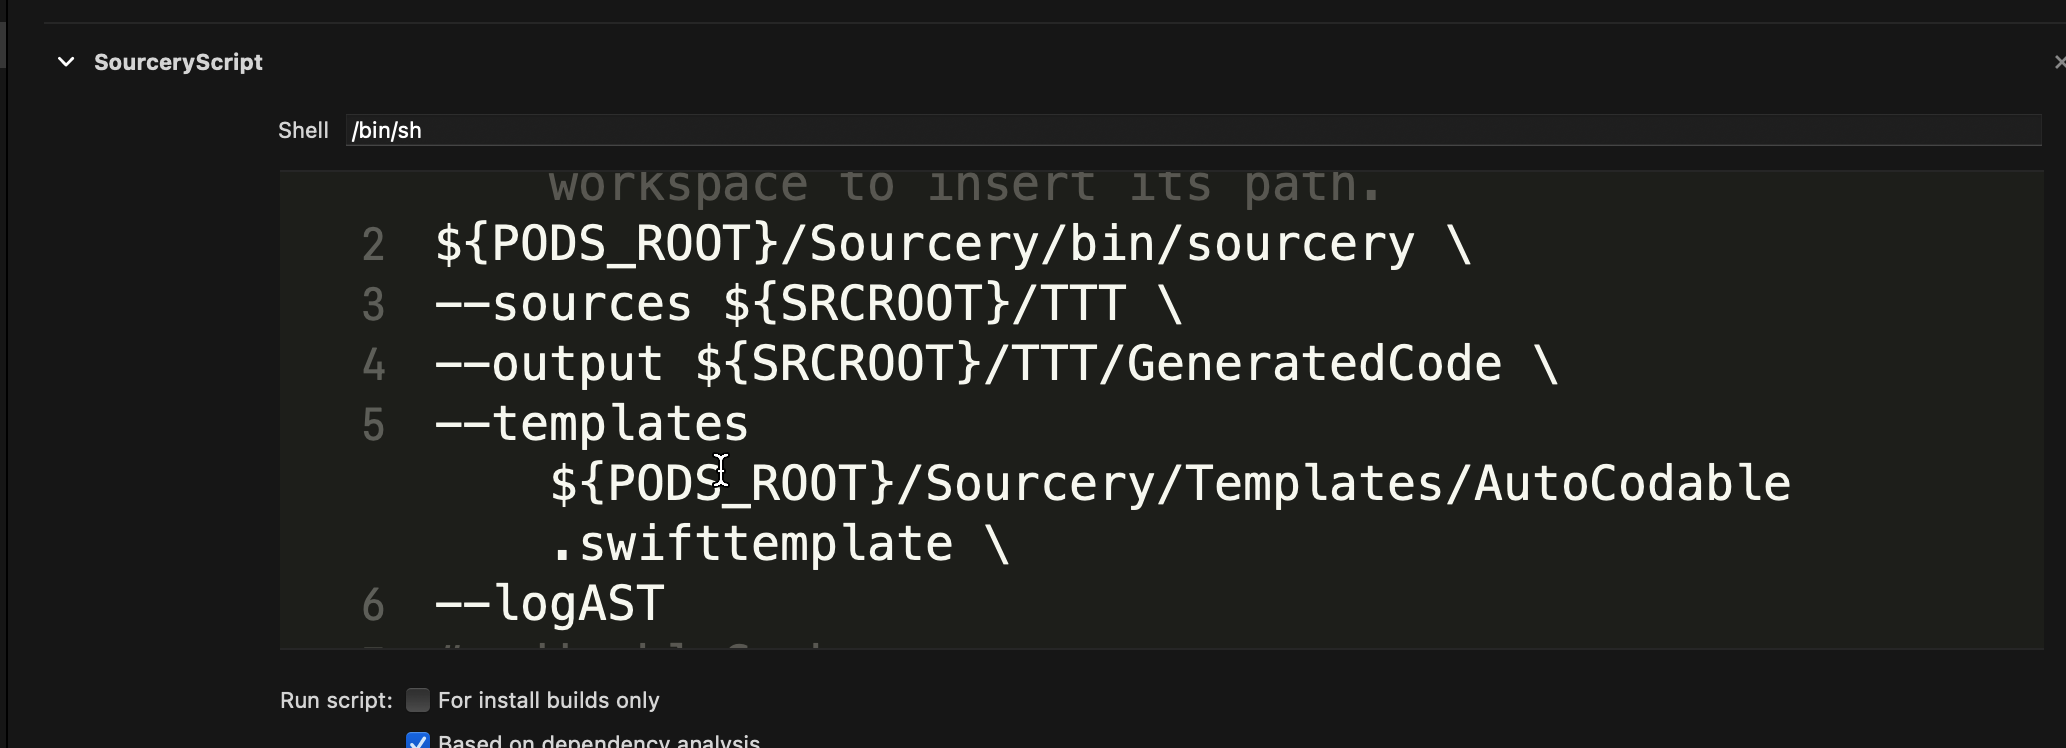 SourceryScript
Shell /bin/sh
workspace to insert its path.
2 ${PODS_ROOT}/Sourcery/bin/sourcery \
3 --sources ${SRCROOT}/TTT \
4 --output ${SRCROOT}/TTT/GeneratedCode \
5 --templates
${PODS_ROOT}/Sourcery/Templates/AutoCodable
.swifttemplate \
6 --logAST
Run script: For install builds only
Based on dependency analysis